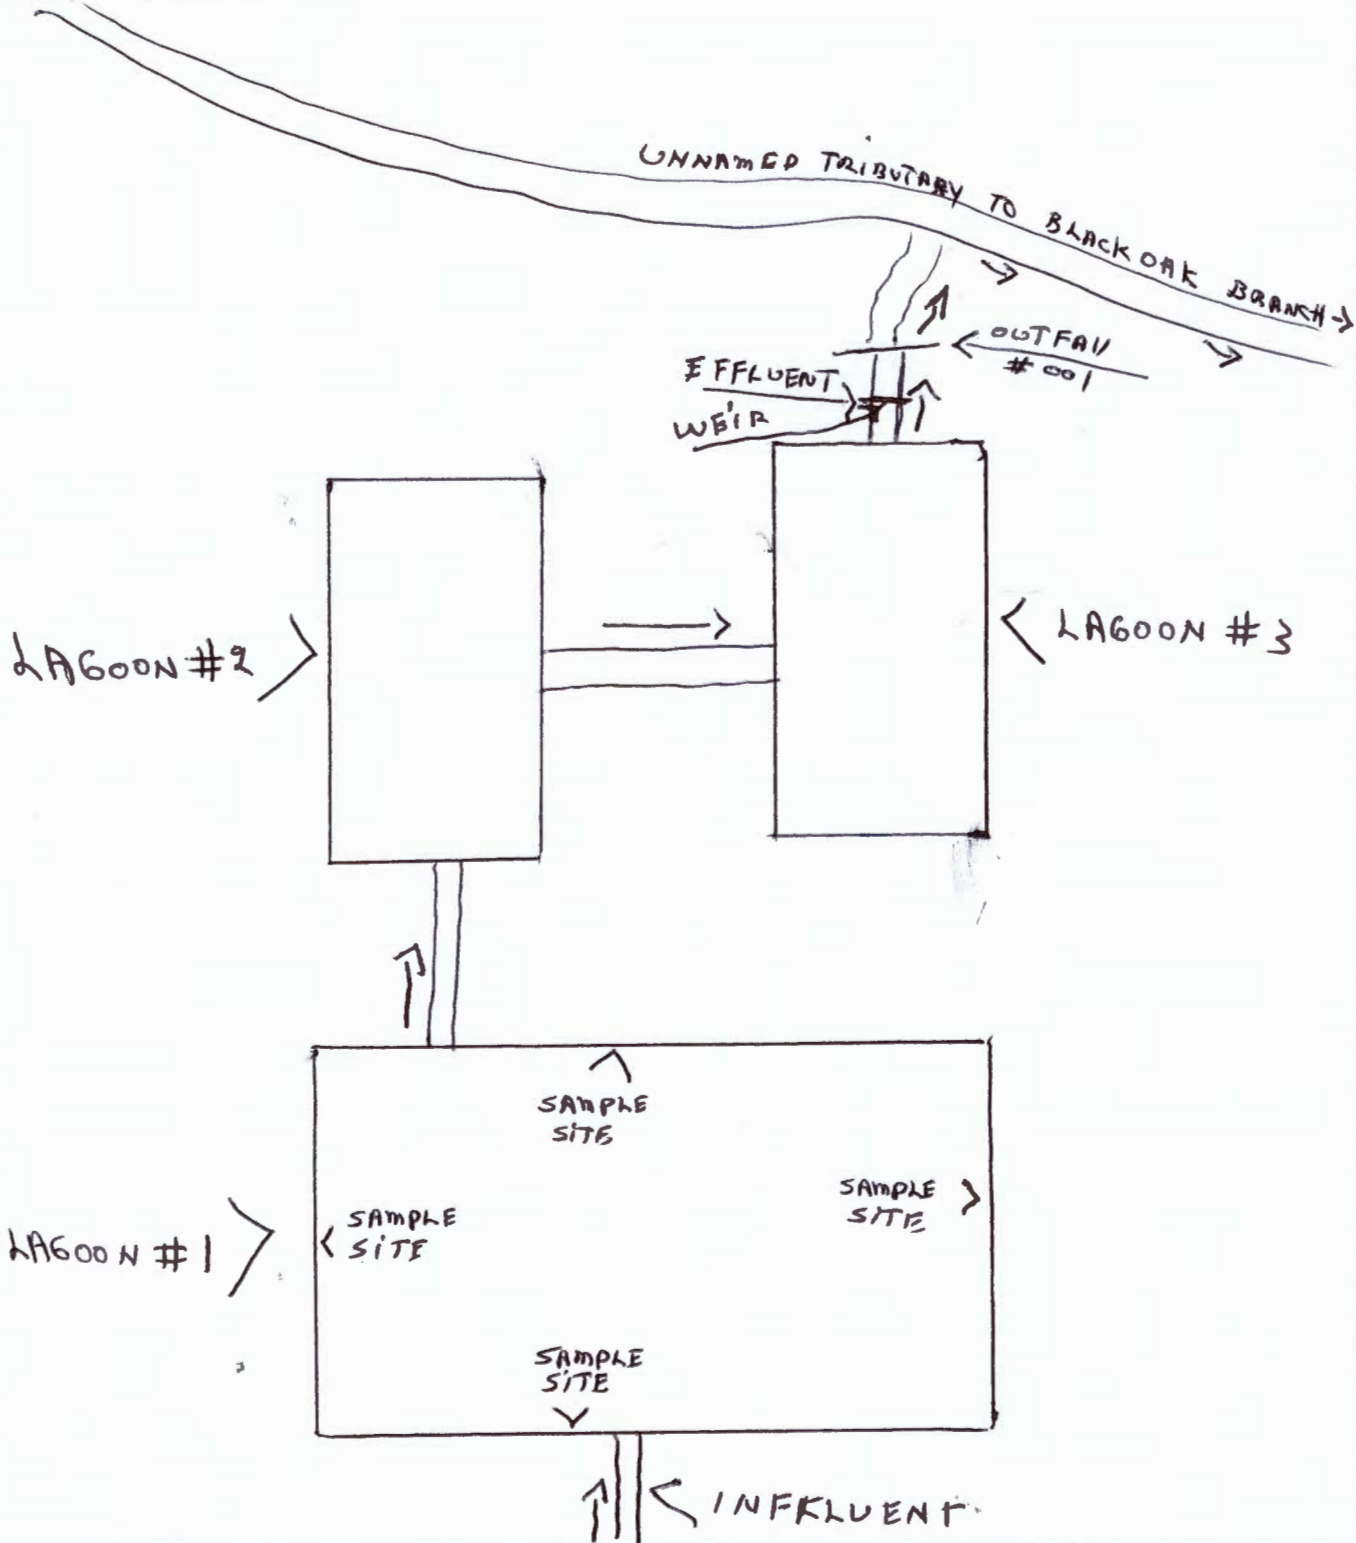 UNNAMED TRIBUTARY TO BLACK OAK BRANCH
OUTFAll
#001
EFFLUENT
WEIR
LAGOON #2
LAGOON #3
SAMPLE
SITE
SAMPLE
SITE
SAMPLE
SITE
LAGOON #1
SAMPLE
SITE
INFKLUENT